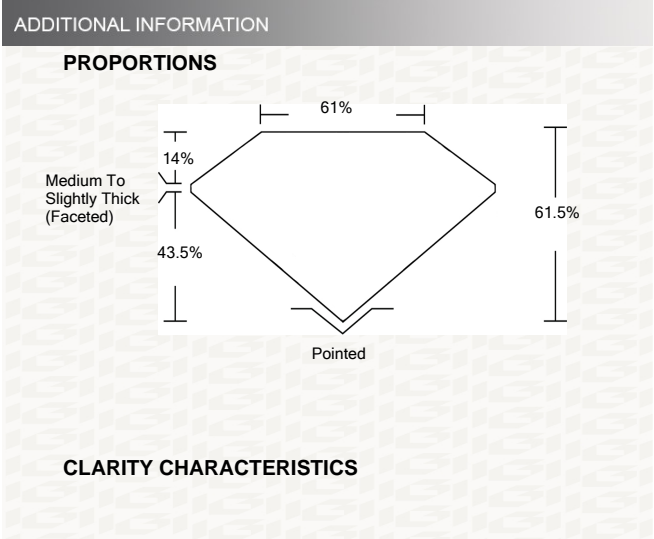 ADDITIONAL INFORMATION
PROPORTIONS
61%
14%
Medium To
Slightly Thick
(Faceted)
61.5%
43.5%
Pointed
CLARITY CHARACTERISTICS